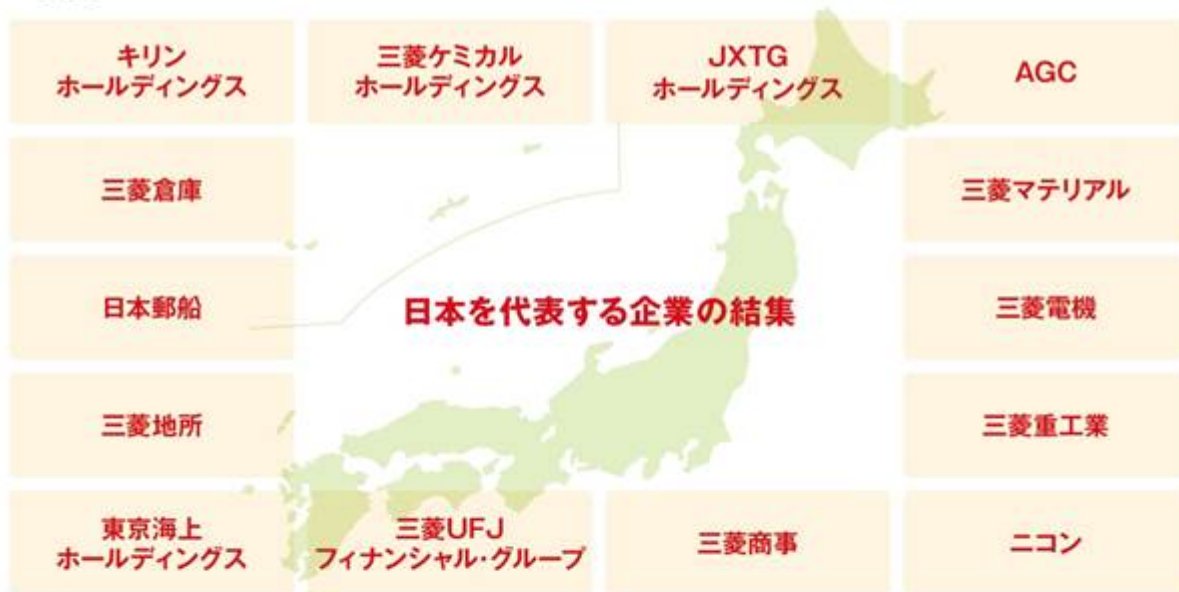 キリン
ホールディングス
三菱ケミカル
ホールディングス
JXTG
ホールディングス
AGC
三菱倉庫
三菱マテリアル
日本郵船
日本を代表する企業の結集
三菱電機
三菱地所
三菱重工業
東京海上
ホールディングス
三菱UFJ
フィナンシャル・グループ
三菱商事
ニコン